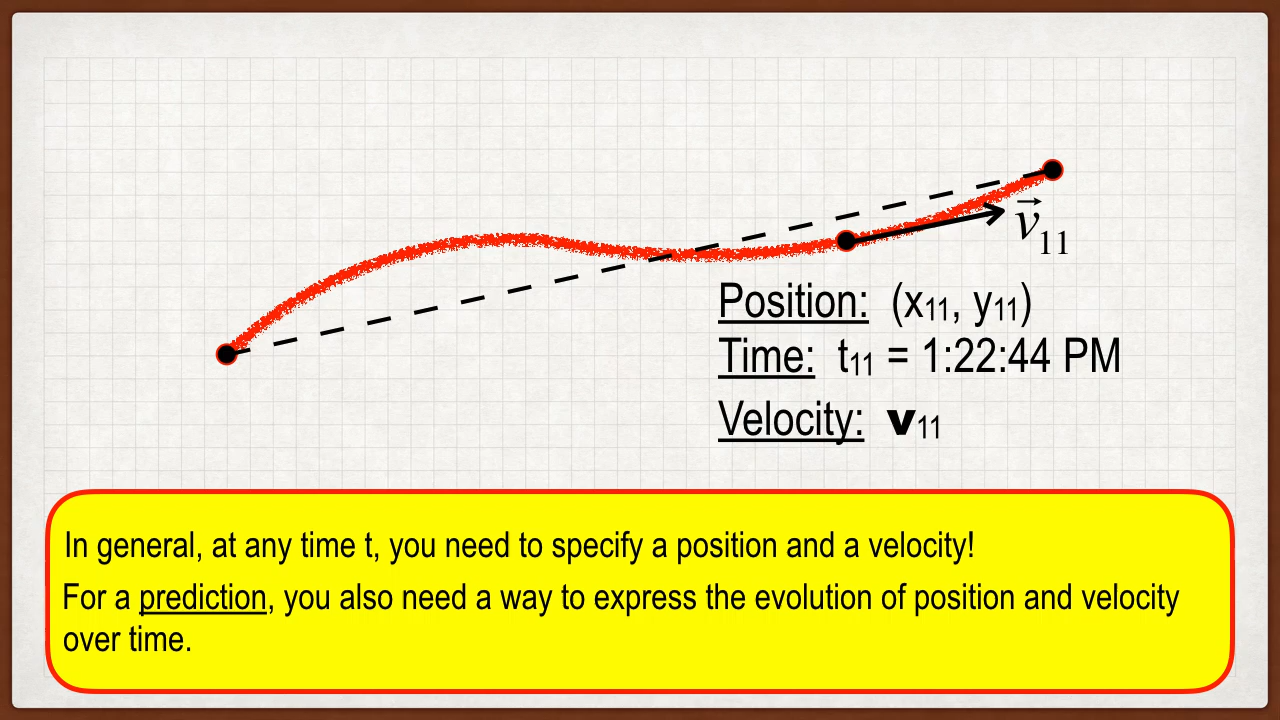 v⃗11
Position: (x11, y11)
Time: t11 = 1:22:44 PM
Velocity: v11
In general, at any time t, you need to specify a position and a velocity!
For a prediction, you also need a way to express the evolution of position and velocity
over time.